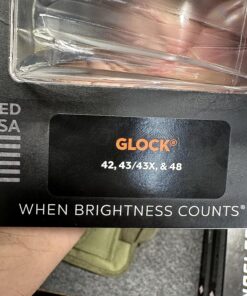 ED
SA
GLOCK®
42, 43/43X, & 48
WHEN BRIGHTNESS COUNTS®